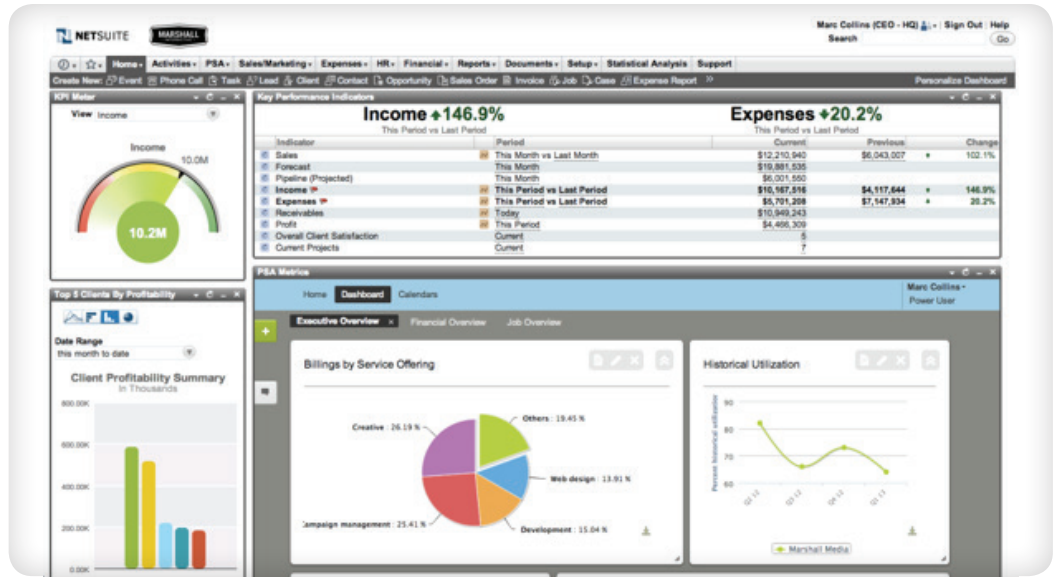 NETSUITE
MARSHALL
Marc Collins (CEO - HQ) Sign Out Help
Search
Go
Home Activities PSA Sales/Marketing Expenses HR Financial Reports Documents Setup Statistical Analysis Support
Create New: Event Phone Call Task Lead Client Contact Opportunity Sales Order Invoice Job Case Expense Report »
Personalize Dashboard
KPI Meter
View Income
Income
10.0M
10.2M
Key Performance Indicators
Income 146.9%
This Period vs Last Period
Expenses 20.2%
This Period vs Last Period
Indicator Period Current Previous Change
Sales This Month vs Last Month $12,210,940 $6,043,007 102.1%
Forecast This Month $19,881,535
Pipeline (Projected) This Month $6,001,550
Income This Period vs Last Period $10,167,516 $4,117,644 146.9%
Expenses This Period vs Last Period $5,701,208 $7,147,934 20.2%
Receivables Today $10,949,243
Profit This Period $4,466,309
Overall Client Satisfaction Current 5
Current Projects Current 7
Top 5 Clients By Profitability
Date Range
this month to date
Client Profitability Summary
In Thousands
800.00K
600.00K
400.00K
200.00K
0.00K
PSA Metrics
Home Dashboard Calendars
Marc Collins
Power User
Executive Overview × Financial Overview Job Overview
Billings by Service Offering
Creative : 26.19 %
Others : 19.45 %
Web design : 13.91 %
Development : 15.04 %
ampaign management : 25.41 %
Historical Utilization
Percent historical utilization
90
80
70
60
Q2 12
Q3 12
Q4 12
Q1 13
Marshall Media